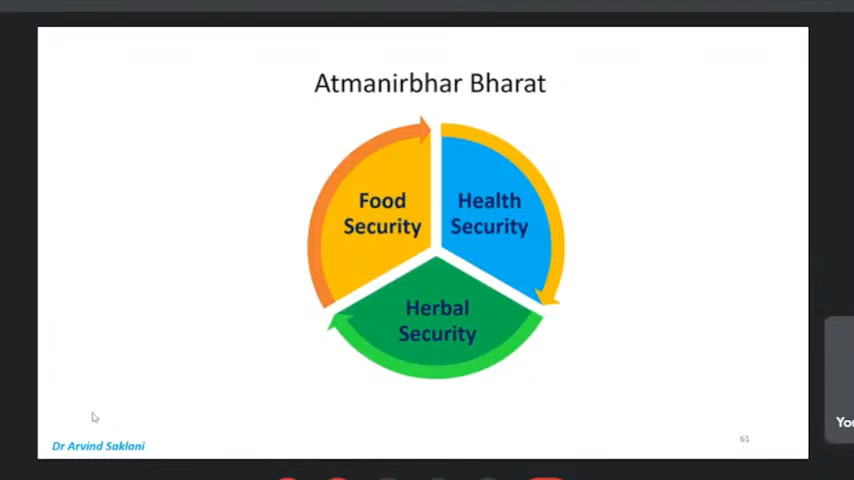 Atmanirbhar Bharat
Food
Security
Health
Security
Herbal
Security
Dr Arvind Saklani
61
You